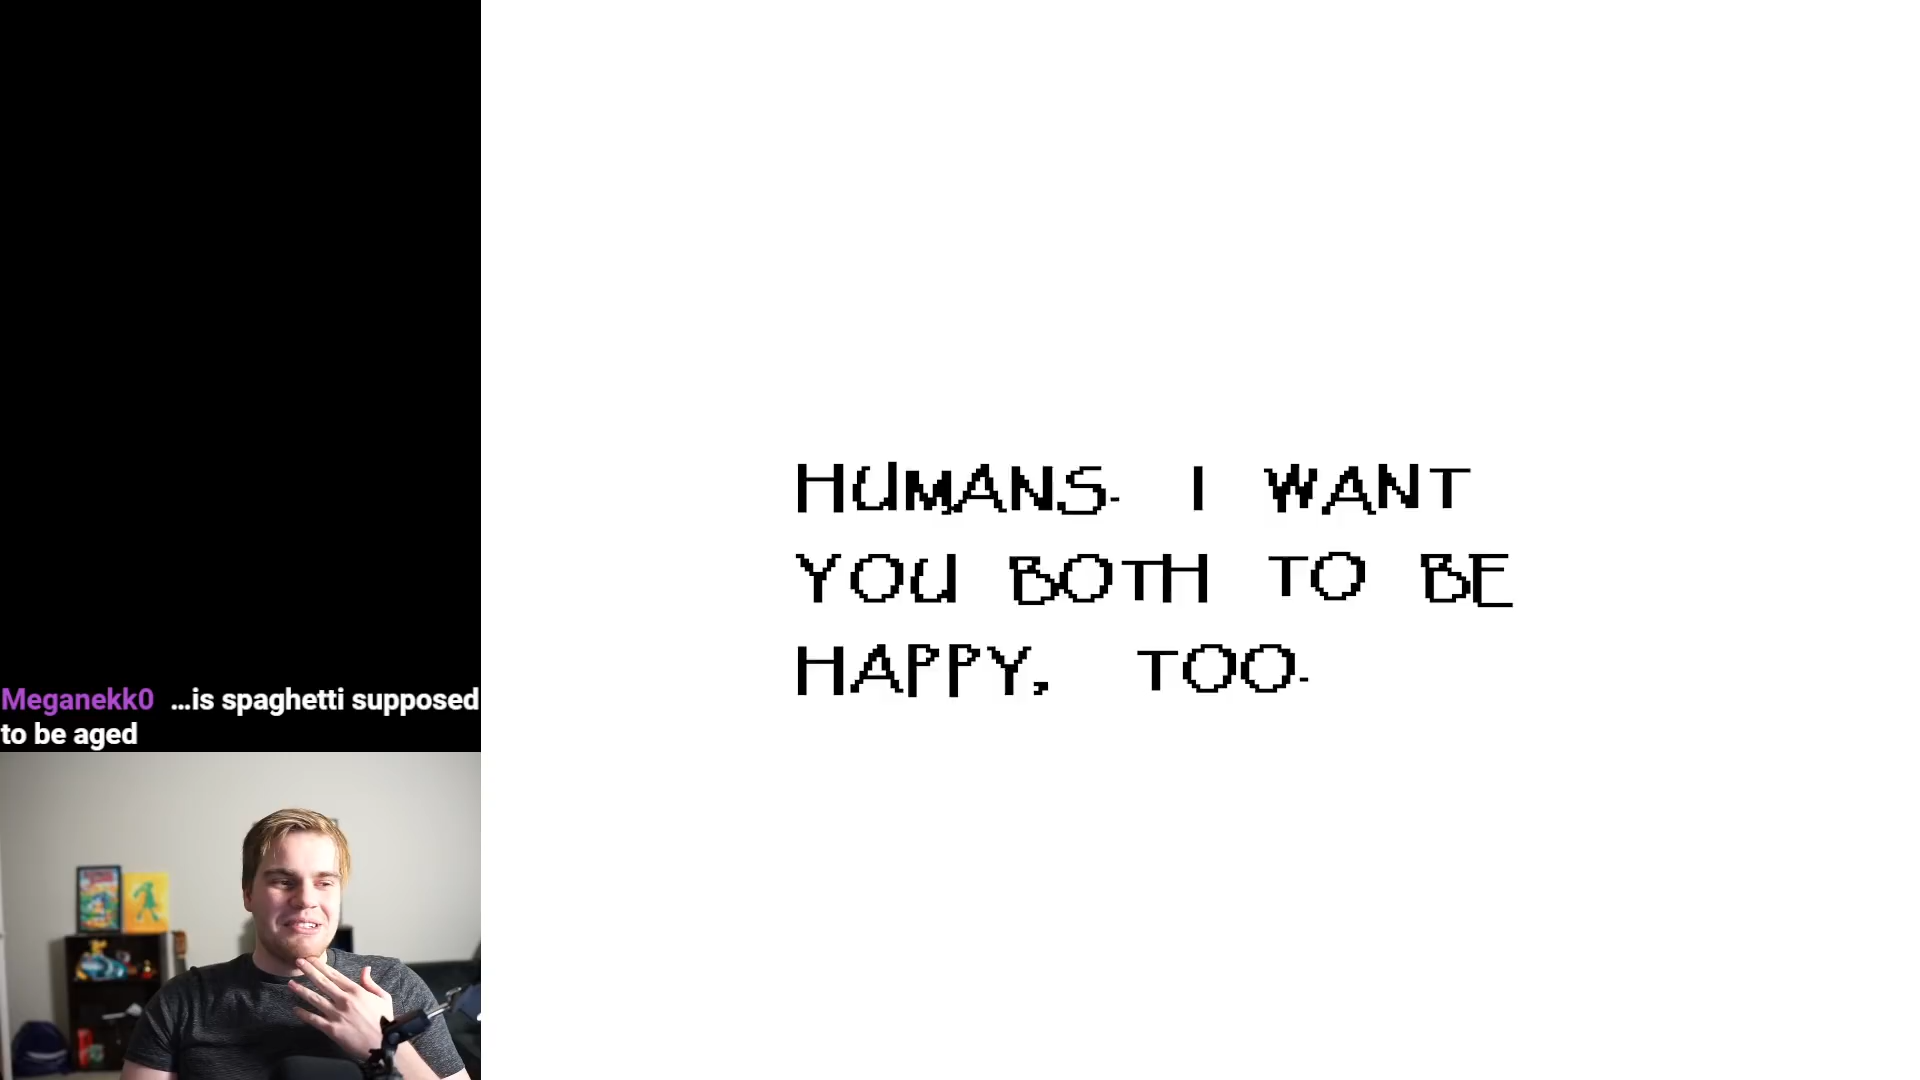 Meganekk0 …is spaghetti supposed
to be aged
HUMANS. I WANT
YOU BOTH TO BE
HAPPY, TOO.